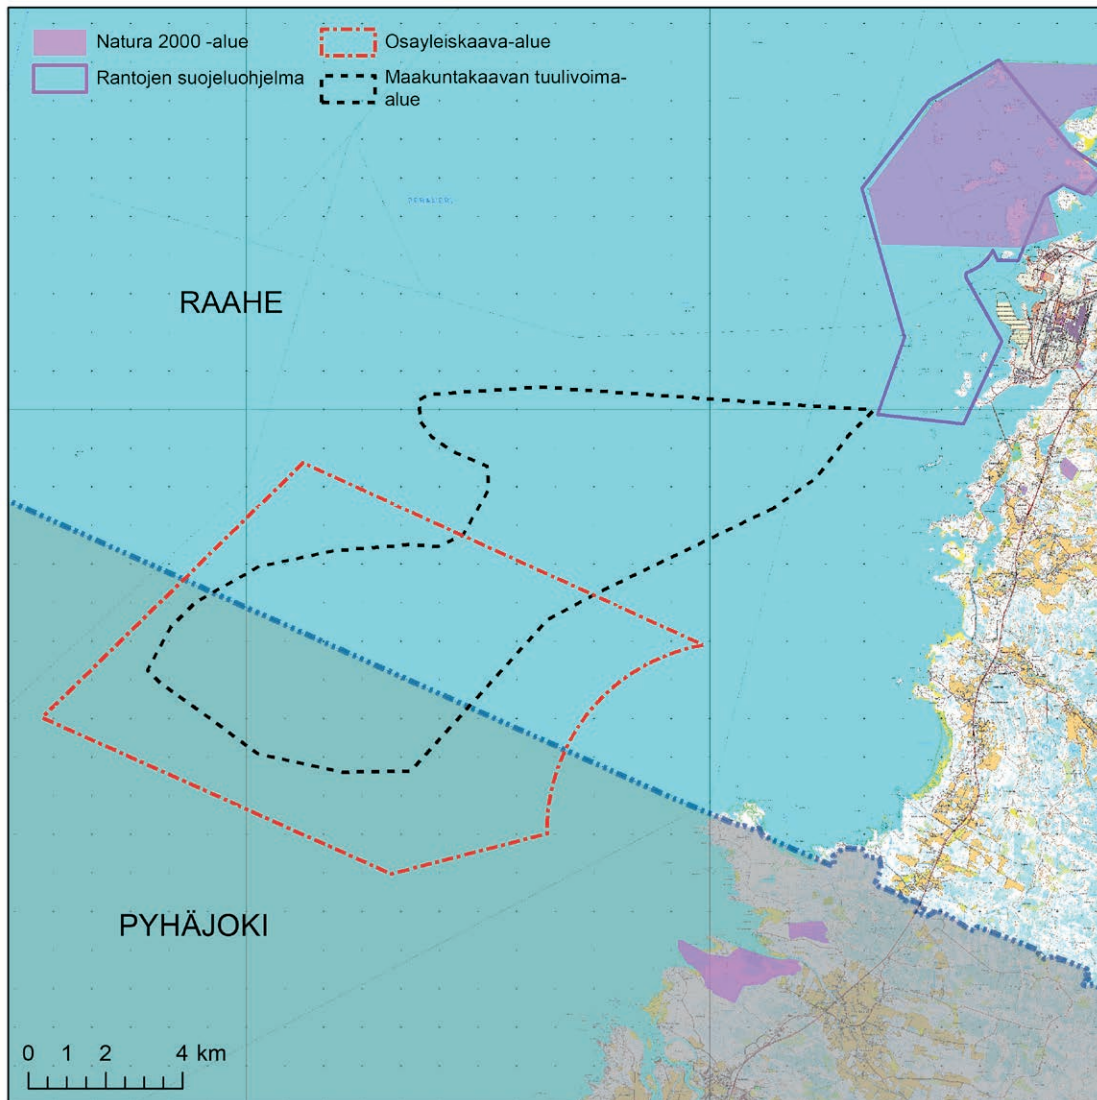 Natura 2000 -alue
Rantojen suojeluohjelma
Osayleiskaava-alue
Maakuntakaavan tuulivoima-
alue
RAAHE
PYHÄJOKI
0 1 2 4 km